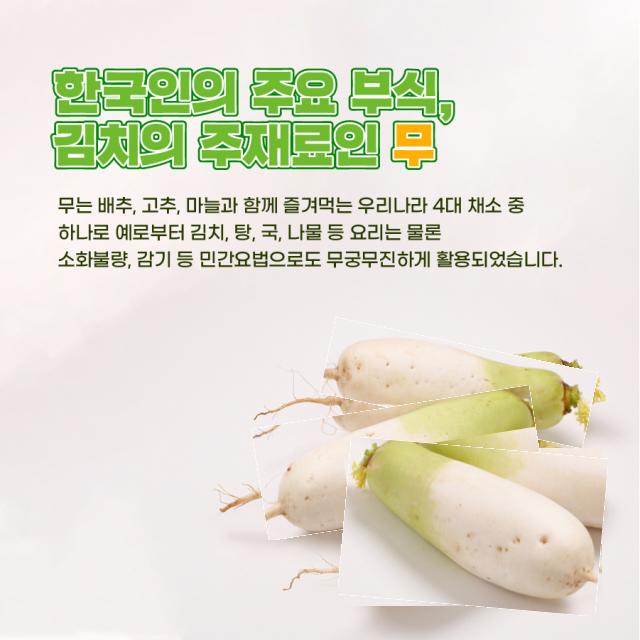 한국인의 주요 부식,
김치의 주재료인 무
무는 배추, 고추, 마늘과 함께 즐겨먹는 우리나라 4대 채소 중
하나로 예로부터 김치, 탕, 국, 나물 등 요리는 물론
소화불량, 감기 등 민간요법으로도 무궁무진하게 활용되었습니다.